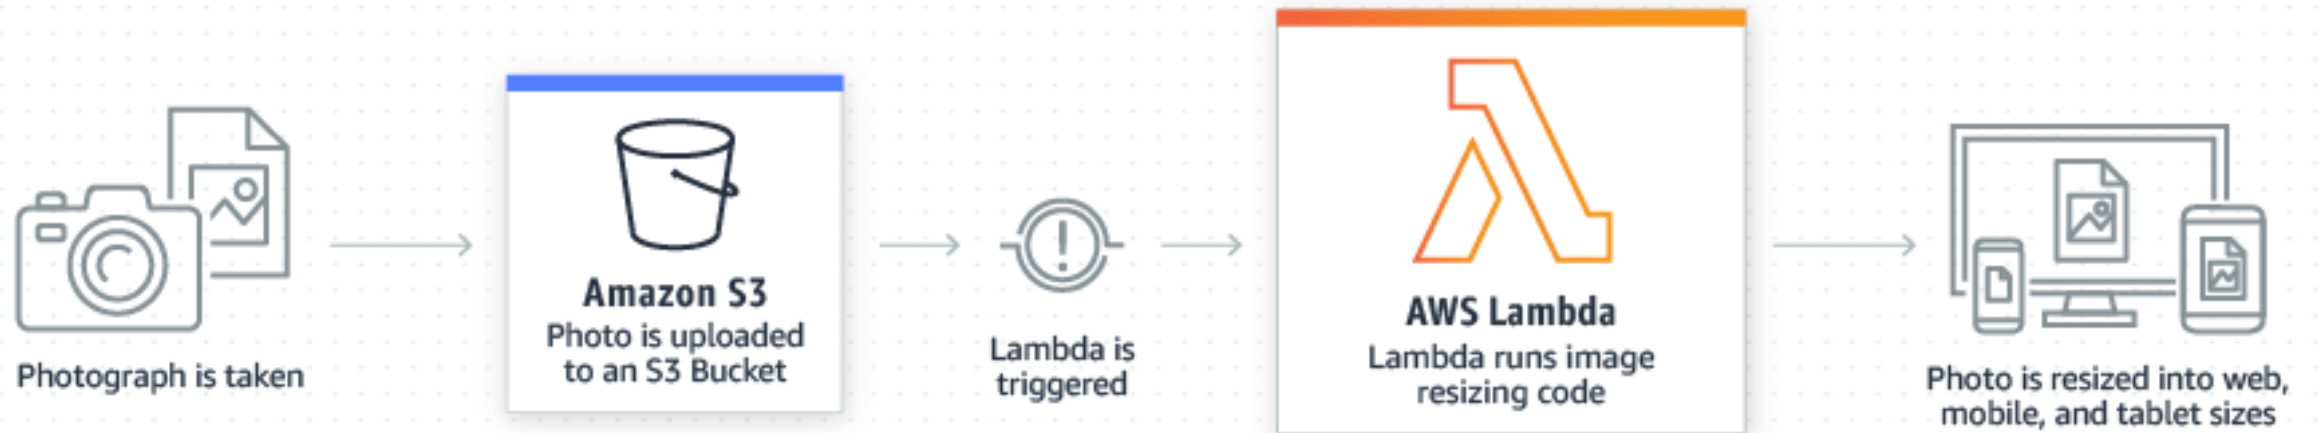 Photograph is taken
Amazon S3
Photo is uploaded
to an S3 Bucket
Lambda is
triggered
AWS Lambda
Lambda runs image
resizing code
Photo is resized into web,
mobile, and tablet sizes